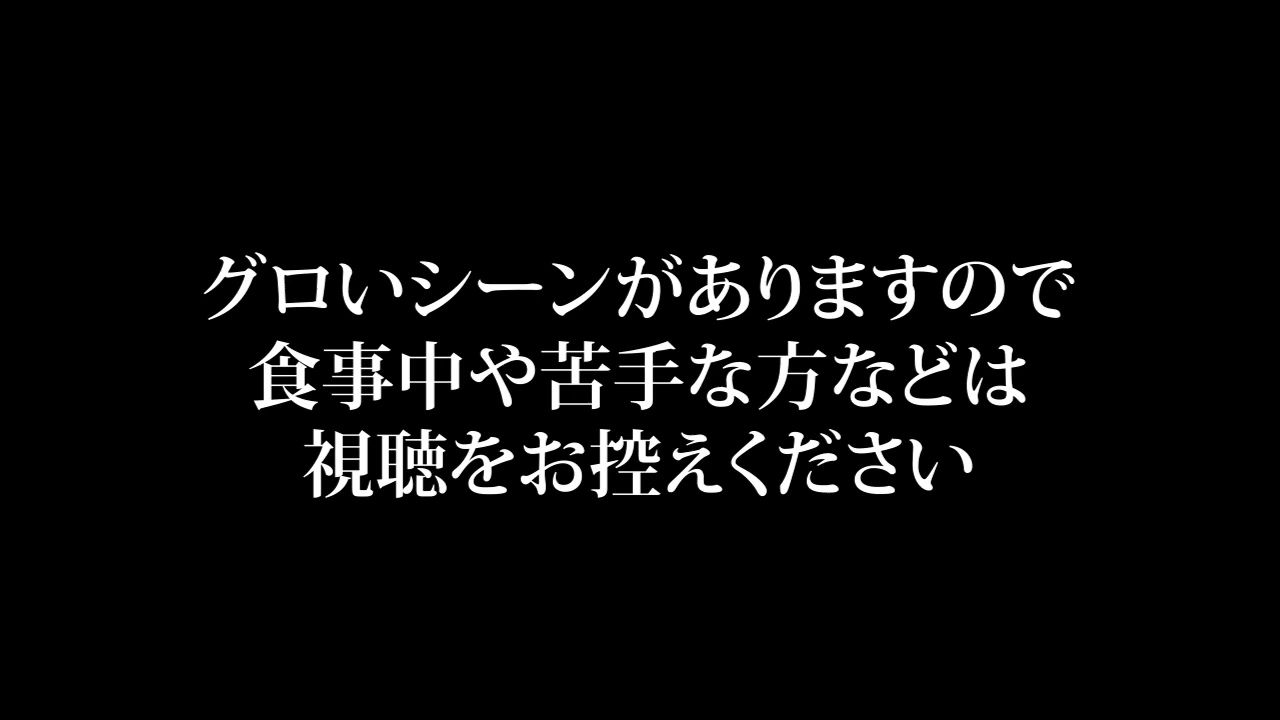 グロいシーンがありますので
食事中や苦手な方などは
視聴をお控えください